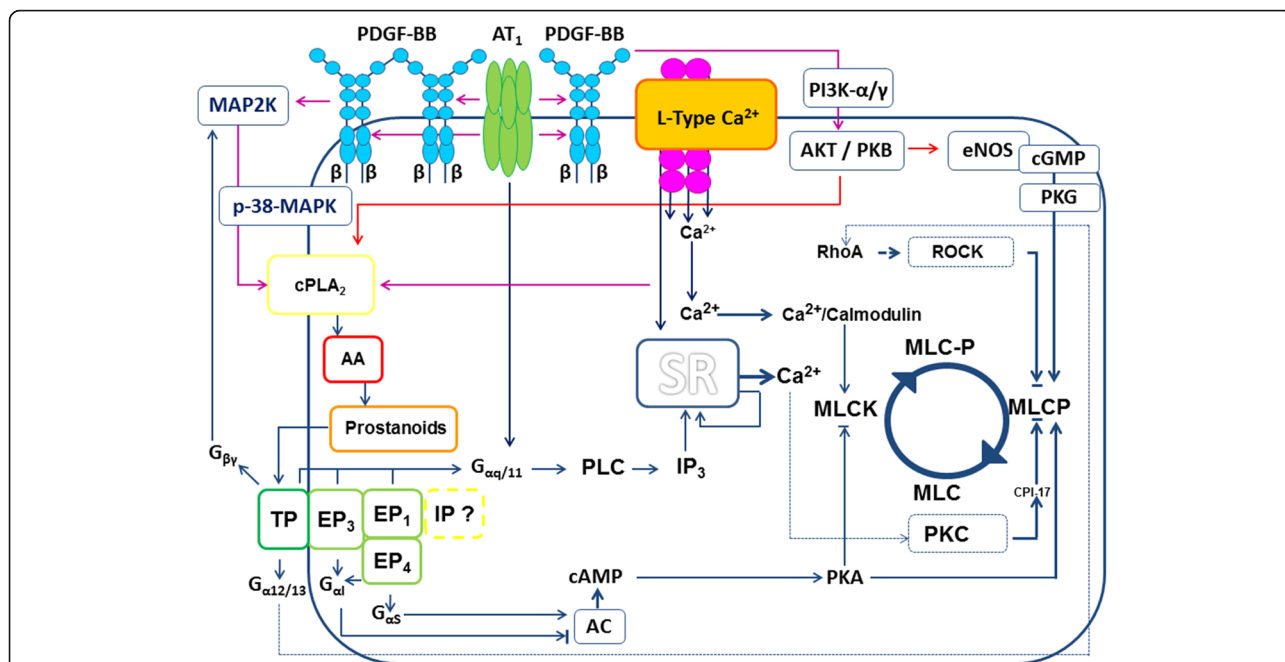 PDGF-BB AT₁ PDGF-BB
MAP2K
PI3K-α/γ
L-Type Ca²⁺
AKT / PKB
eNOS
cGMP
PKG
β β β β β β
p-38-MAPK
Ca²⁺
RhoA
ROCK
cPLA₂
Ca²⁺
Ca²⁺/Calmodulin
AA
MLC-P
SR
Ca²⁺
MLCK
MLCP
Prostanoids
Gβγ
Gαq/11
PLC
IP₃
MLC
CPI-17
TP
EP₃
EP₁
IP ?
PKC
EP₄
Gα12/13
GαI
cAMP
PKA
GαS
AC